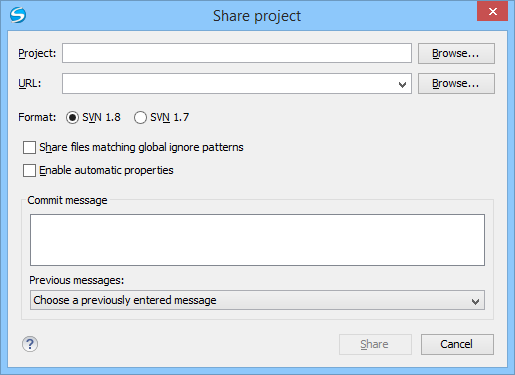 Share project
Project:
Browse...
URL:
Browse...
Format: SVN 1.8 SVN 1.7
Share files matching global ignore patterns
Enable automatic properties
Commit message
Previous messages:
Choose a previously entered message
? Share Cancel